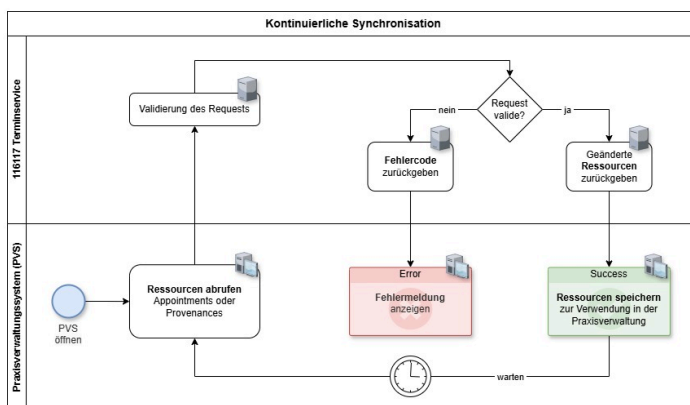 Kontinuierliche Synchronisation
116117 Terminservice
Validierung des Requests
Request
valide?
nein
ja
Fehlercode
zurückgeben
Geänderte
Ressourcen
zurückgeben
Praxisverwaltungssystem (PVS)
PVS
öffnen
Ressourcen abrufen
Appointments oder
Provenances
Error
Fehlermeldung
anzeigen
Success
Ressourcen speichern
zur Verwendung in der
Praxisverwaltung
warten